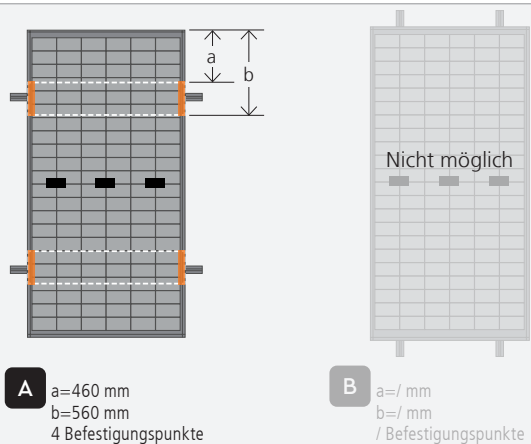 a
b
Nicht möglich
A
a=460 mm
b=560 mm
4 Befestigungspunkte
B
a=/ mm
b=/ mm
/ Befestigungspunkte